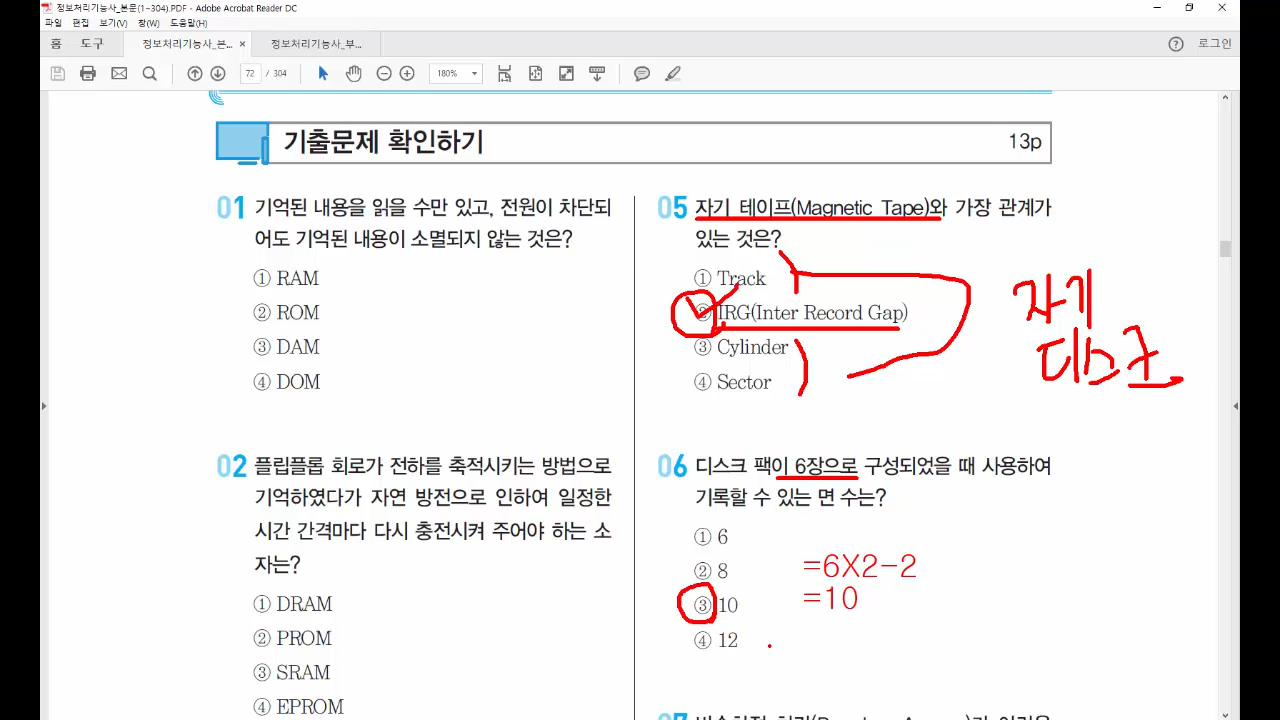 정보처리기능사_본문(1-304).PDF - Adobe Acrobat Reader DC
파일 편집 보기(V) 창(W) 도움말(H)
홈 도구 정보처리기능사_본... × 정보처리기능사_부... ? 로그인
72 / 304 180%
기출문제 확인하기 13p
01 기억된 내용을 읽을 수만 있고, 전원이 차단되
어도 기억된 내용이 소멸되지 않는 것은?
① RAM
② ROM
③ DAM
④ DOM
02 플립플롭 회로가 전하를 축적시키는 방법으로
기억하였다가 자연 방전으로 인하여 일정한
시간 간격마다 다시 충전시켜 주어야 하는 소
자는?
① DRAM
② PROM
③ SRAM
④ EPROM
05 자기 테이프(Magnetic Tape)와 가장 관계가
있는 것은?
① Track
② IRG(Inter Record Gap)
③ Cylinder
④ Sector
자기
디스크
06 디스크 팩이 6장으로 구성되었을 때 사용하여
기록할 수 있는 면 수는?
① 6
② 8
③ 10
④ 12
=6X2-2
=10